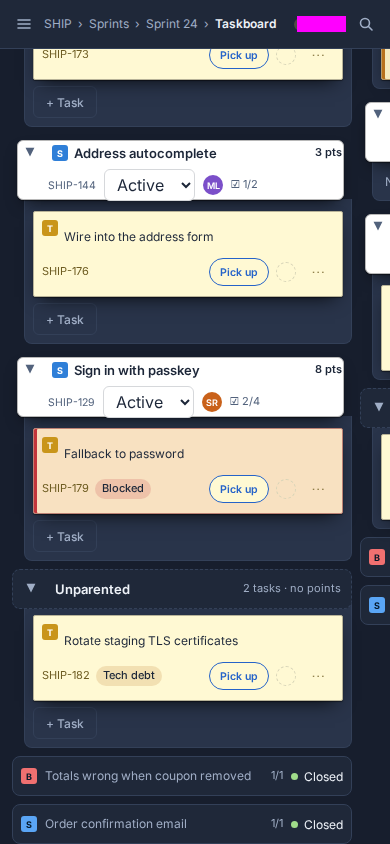 SHIP › Sprints › Sprint 24 › Taskboard
SHIP-173 Pick up ...
+ Task
S Address autocomplete 3 pts
SHIP-144 Active ML ☑ 1/2
T Wire into the address form
SHIP-176 Pick up ...
+ Task
S Sign in with passkey 8 pts
SHIP-129 Active SR ☑ 2/4
T Fallback to password
SHIP-179 Blocked Pick up ...
+ Task
Unparented 2 tasks · no points
T Rotate staging TLS certificates
SHIP-182 Tech debt Pick up ...
+ Task
B Totals wrong when coupon removed 1/1 Closed
B
S
S Order confirmation email 1/1 Closed